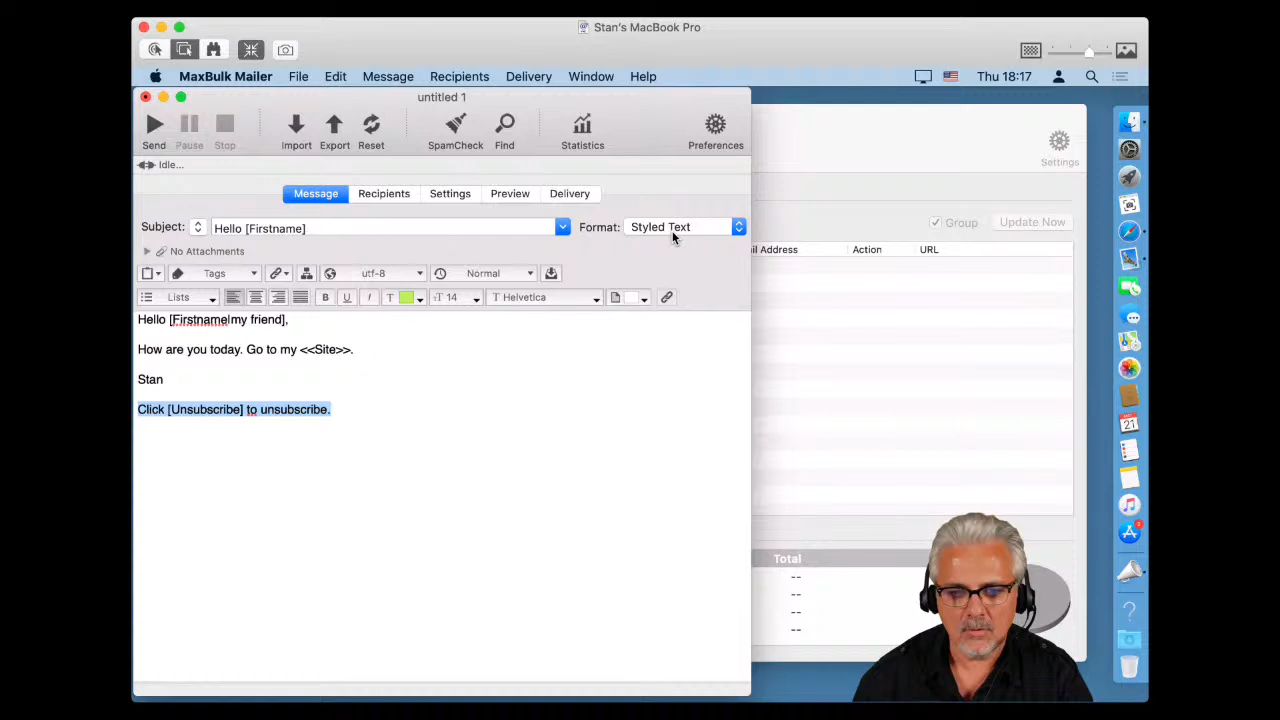 Stan's MacBook Pro
MaxBulk Mailer File Edit Message Recipients Delivery Window Help Thu 18:17
untitled 1
Send Pause Stop Import Export Reset SpamCheck Find Statistics Preferences
Settings
Idle...
Message Recipients Settings Preview Delivery
Subject: Hello [Firstname] Format: Styled Text
Group Update Now
No Attachments
il Address Action URL
Tags utf-8 Normal
Lists B U I T T 14 T Helvetica
Hello [Firstname|my friend],
How are you today. Go to my <<Site>>.
Stan
Click [Unsubscribe] to unsubscribe.
Total
--
--
--
--